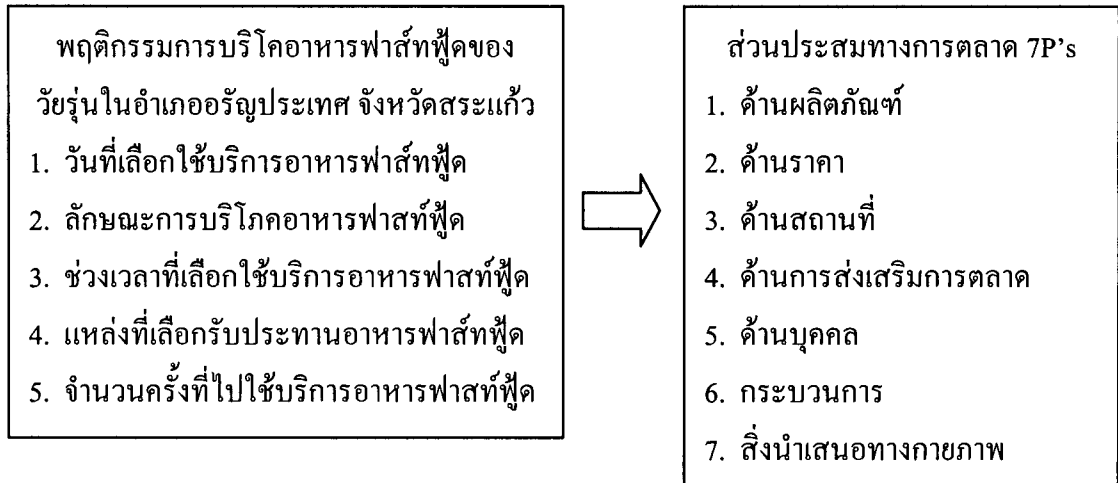 พฤติกรรมการบริโคอาหารฟาส์ทฟู้ดของ
วัยรุ่นในอำเภออรัญประเทศ จังหวัดสระแก้ว
1. วันที่เลือกใช้บริการอาหารฟาส์ทฟู้ด
2. ลักษณะการบริโภคอาหารฟาสท์ฟู้ด
3. ช่วงเวลาที่เลือกใช้บริการอาหารฟาสท์ฟู้ด
4. แหล่งที่เลือกรับประทานอาหารฟาส์ทฟู้ด
5. จำนวนครั้งที่ไปใช้บริการอาหารฟาสท์ฟู้ด
ส่วนประสมทางการตลาด 7P's
1. ด้านผลิตภัณฑ์
2. ด้านราคา
3. ด้านสถานที่
4. ด้านการส่งเสริมการตลาด
5. ด้านบุคคล
6. กระบวนการ
7. สิ่งนำเสนอทางกายภาพ